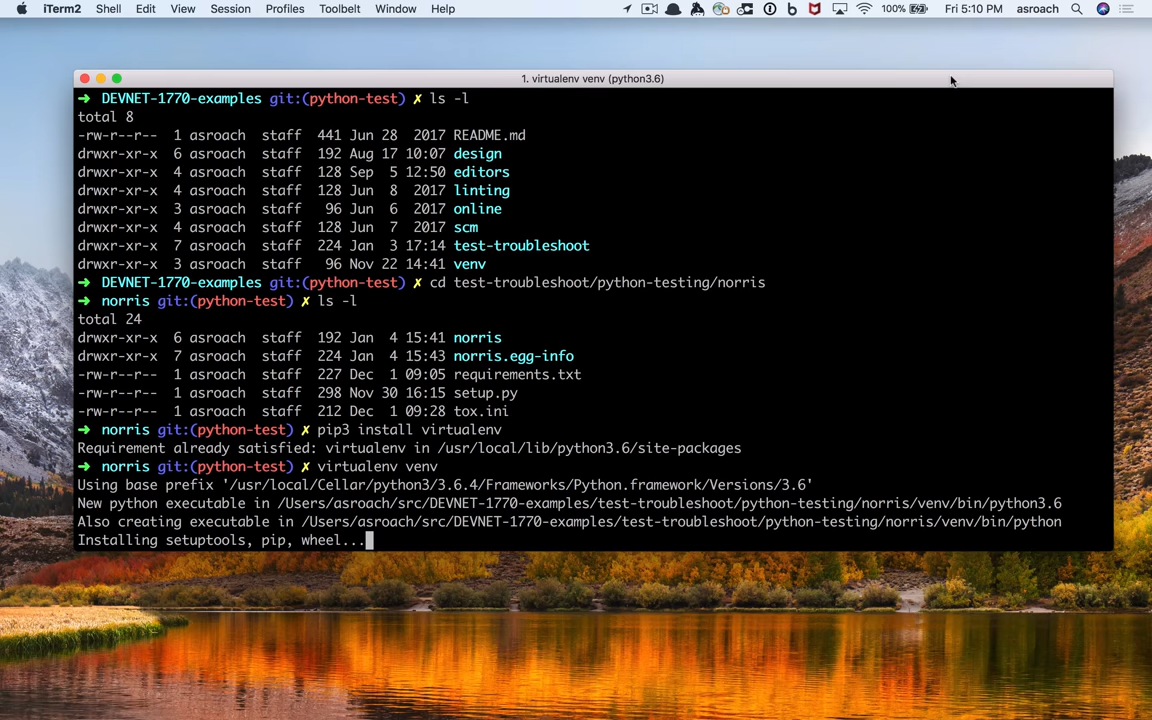 iTerm2 Shell Edit View Session Profiles Toolbelt Window Help 100% Fri 5:10 PM asroach
1. virtualenv venv (python3.6)
➜ DEVNET-1770-examples git:(python-test) ✗ ls -l
total 8
-rw-r--r-- 1 asroach staff 441 Jun 28 2017 README.md
drwxr-xr-x 6 asroach staff 192 Aug 17 10:07 design
drwxr-xr-x 4 asroach staff 128 Sep 5 12:50 editors
drwxr-xr-x 4 asroach staff 128 Jun 8 2017 linting
drwxr-xr-x 3 asroach staff 96 Jun 6 2017 online
drwxr-xr-x 4 asroach staff 128 Jun 7 2017 scm
drwxr-xr-x 7 asroach staff 224 Jan 3 17:14 test-troubleshoot
drwxr-xr-x 3 asroach staff 96 Nov 22 14:41 venv
➜ DEVNET-1770-examples git:(python-test) ✗ cd test-troubleshoot/python-testing/norris
➜ norris git:(python-test) ✗ ls -l
total 24
drwxr-xr-x 6 asroach staff 192 Jan 4 15:41 norris
drwxr-xr-x 7 asroach staff 224 Jan 4 15:43 norris.egg-info
-rw-r--r-- 1 asroach staff 227 Dec 1 09:05 requirements.txt
-rw-r--r-- 1 asroach staff 298 Nov 30 16:15 setup.py
-rw-r--r-- 1 asroach staff 212 Dec 1 09:28 tox.ini
➜ norris git:(python-test) ✗ pip3 install virtualenv
Requirement already satisfied: virtualenv in /usr/local/lib/python3.6/site-packages
➜ norris git:(python-test) ✗ virtualenv venv
Using base prefix '/usr/local/Cellar/python3/3.6.4/Frameworks/Python.framework/Versions/3.6'
New python executable in /Users/asroach/src/DEVNET-1770-examples/test-troubleshoot/python-testing/norris/venv/bin/python3.6
Also creating executable in /Users/asroach/src/DEVNET-1770-examples/test-troubleshoot/python-testing/norris/venv/bin/python
Installing setuptools, pip, wheel...